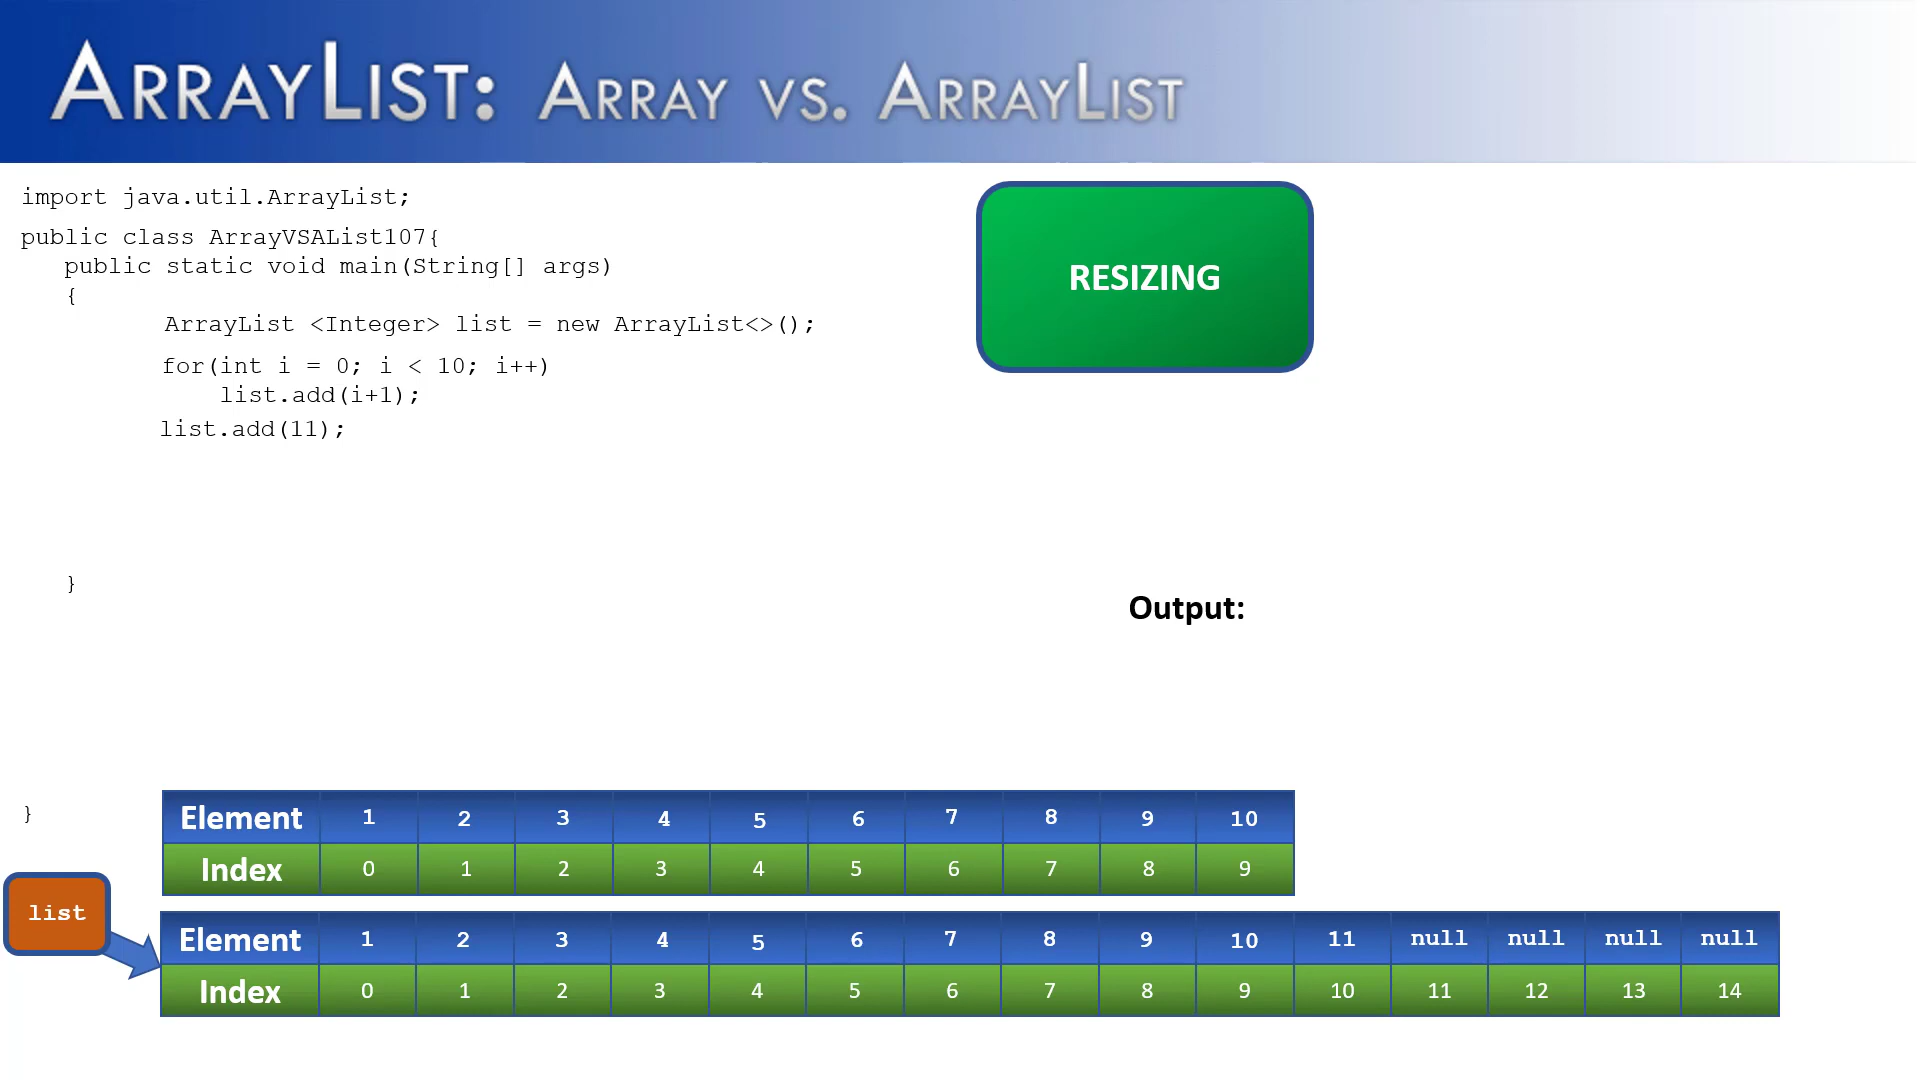 ArrayList: Array vs. ArrayList
import java.util.ArrayList;
public class ArrayVSAList107{
public static void main(String[] args)
{
ArrayList <Integer> list = new ArrayList<>();
for(int i = 0; i < 10; i++)
list.add(i+1);
list.add(11);
}
}
RESIZING
Output:
Element 1 2 3 4 5 6 7 8 9 10
Index 0 1 2 3 4 5 6 7 8 9
list
Element 1 2 3 4 5 6 7 8 9 10 11 null null null null
Index 0 1 2 3 4 5 6 7 8 9 10 11 12 13 14